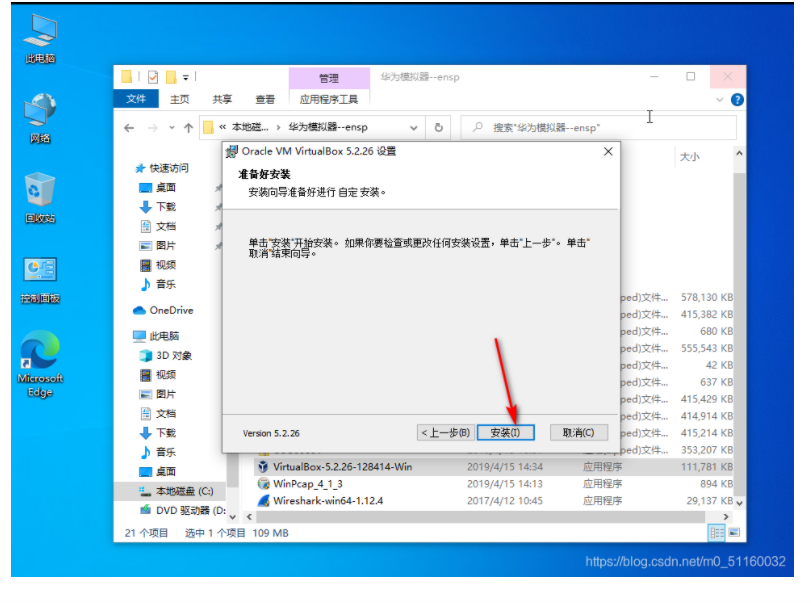 此电脑
网络
回收站
控制面板
Microsoft
Edge
管理
华为模拟器--ensp
文件 主页 共享 查看 应用程序工具
« 本地磁... › 华为模拟器--ensp
搜索"华为模拟器--ensp"
大小
快速访问
桌面
下载
文档
图片
视频
音乐
OneDrive
此电脑
3D 对象
视频
图片
文档
下载
音乐
桌面
本地磁盘 (C:)
DVD 驱动器 (D:
Oracle VM VirtualBox 5.2.26 设置
准备好安装
安装向导准备好进行 自定 安装。
单击"安装"开始安装。 如果你要检查或更改任何安装设置，单击"上一步"。 单击"
取消"结束向导。
Version 5.2.26
<上一步(B)
安装(I)
取消(C)
ped)文件... 578,130 KB
ped)文件... 415,382 KB
ped)文件... 680 KB
ped)文件... 555,543 KB
ped)文件... 42 KB
ped)文件... 637 KB
ped)文件... 415,429 KB
ped)文件... 414,914 KB
ped)文件... 415,214 KB
ped)文件... 353,207 KB
VirtualBox-5.2.26-128414-Win 2019/4/15 14:34 应用程序 111,781 KB
WinPcap_4_1_3 2019/4/15 14:13 应用程序 894 KB
Wireshark-win64-1.12.4 2017/4/12 10:45 应用程序 29,137 KB
21 个项目 选中 1 个项目 109 MB
https://blog.csdn.net/m0_51160032